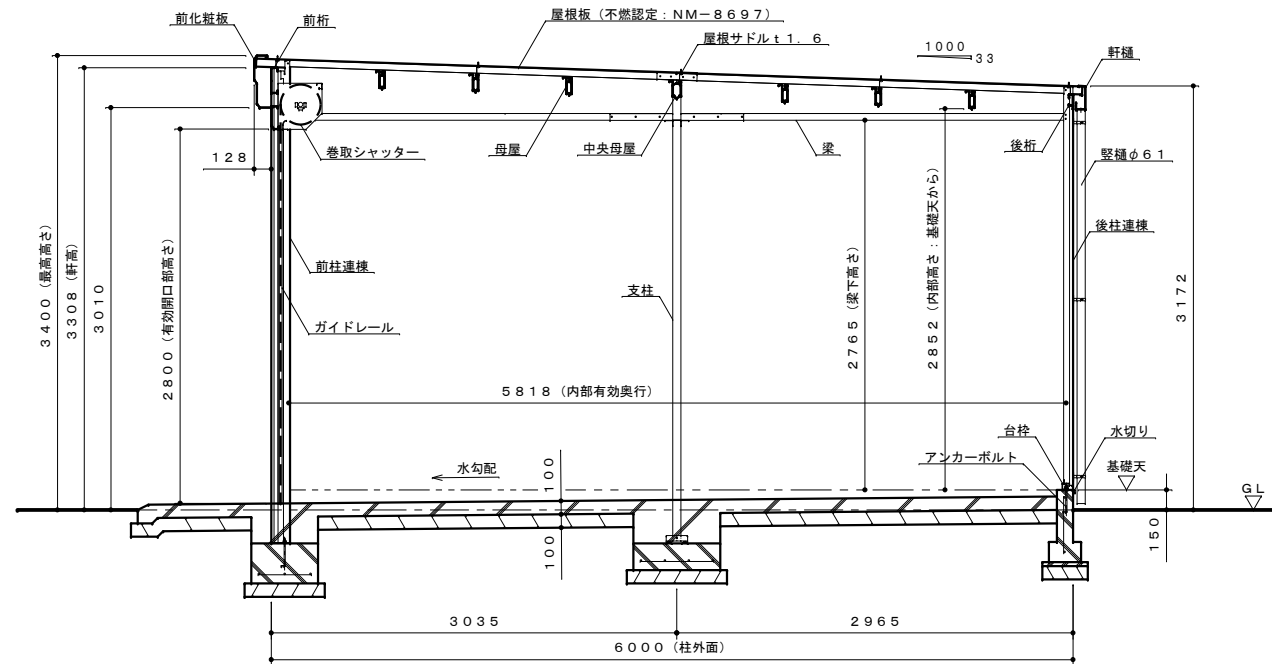 屋根板（不燃認定：ＮＭ－８６９７）
前化粧板
前桁
屋根サドルｔ１．６
１０００
３３
軒樋
１２８
巻取シャッター
母屋
中央母屋
梁
後桁
竪樋φ６１
３４００（最高高さ）
３３０８（軒高）
３０１０
２８００（有効開口部高さ）
前柱連棟
ガイドレール
支柱
２７６５（梁下高さ）
２８５２（内部高さ：基礎天から）
後柱連棟
３１７２
５８１８（内部有効奥行）
台枠
水切り
アンカーボルト
基礎天
水勾配
１００
１００
ＧＬ
１５０
３０３５
２９６５
６０００（柱外面）